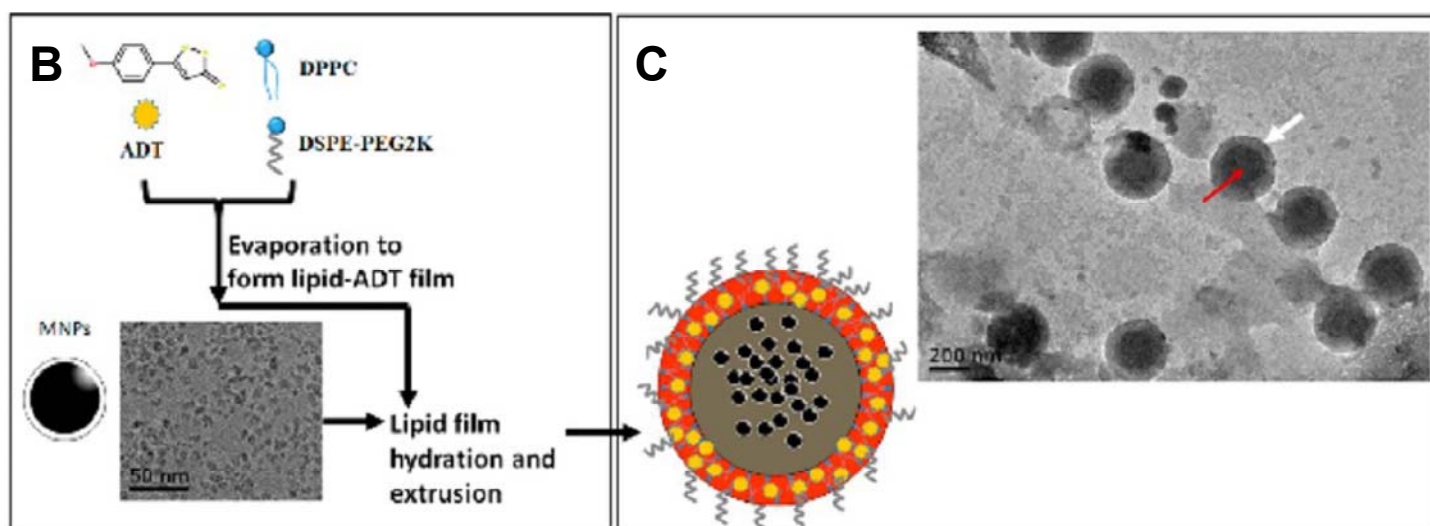 B
DPPC
DSPE-PEG2K
ADT
Evaporation to
form lipid-ADT film
MNPs
50 nm
Lipid film
hydration and
extrusion
C
200 nm